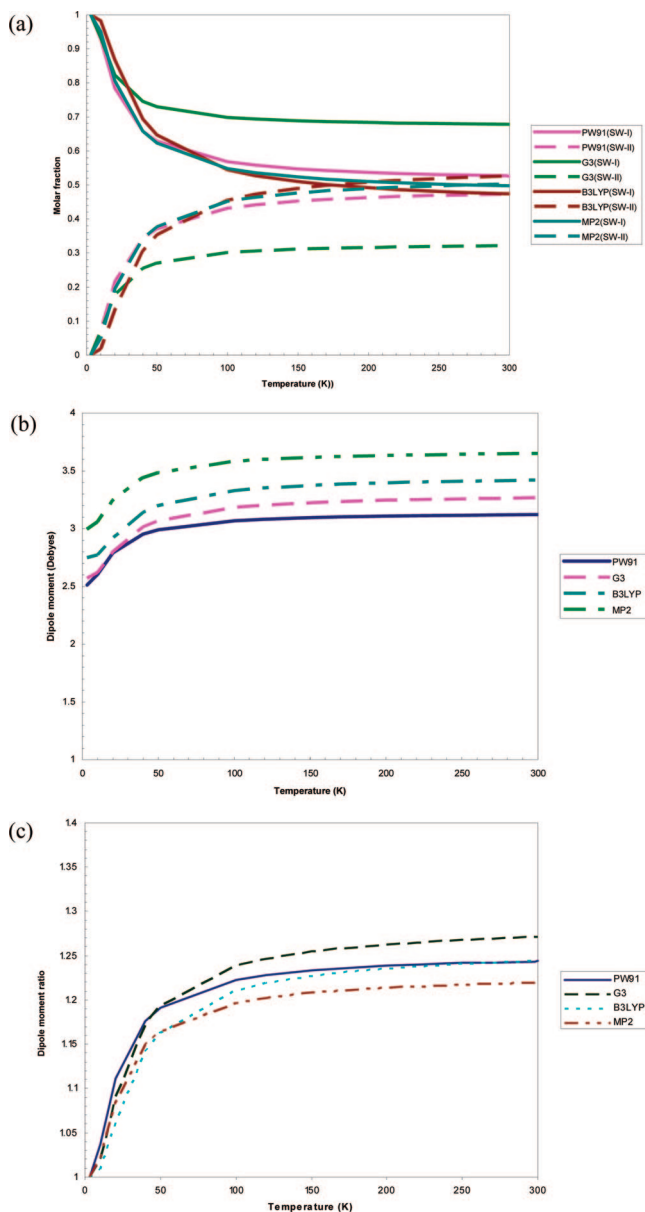 (a)
1
0.9
0.8
0.7
0.6
0.5
0.4
0.3
0.2
0.1
0
Molar fraction
0 50 100 150 200 250 300
Temperature (K))
PW91(SW-I)
PW91(SW-II)
G3(SW-I)
G3(SW-II)
B3LYP(SW-I)
B3LYP(SW-II)
MP2(SW-I)
MP2(SW-II)
(b)
4
3.5
3
2.5
2
1.5
1
Dipole moment (Debyes)
0 50 100 150 200 250 300
Temperature (K)
PW91
G3
B3LYP
MP2
(c)
1.4
1.35
1.3
1.25
1.2
1.15
1.1
1.05
1
Dipole moment ratio
0 50 100 150 200 250 300
Temperature (K)
PW91
G3
B3LYP
MP2